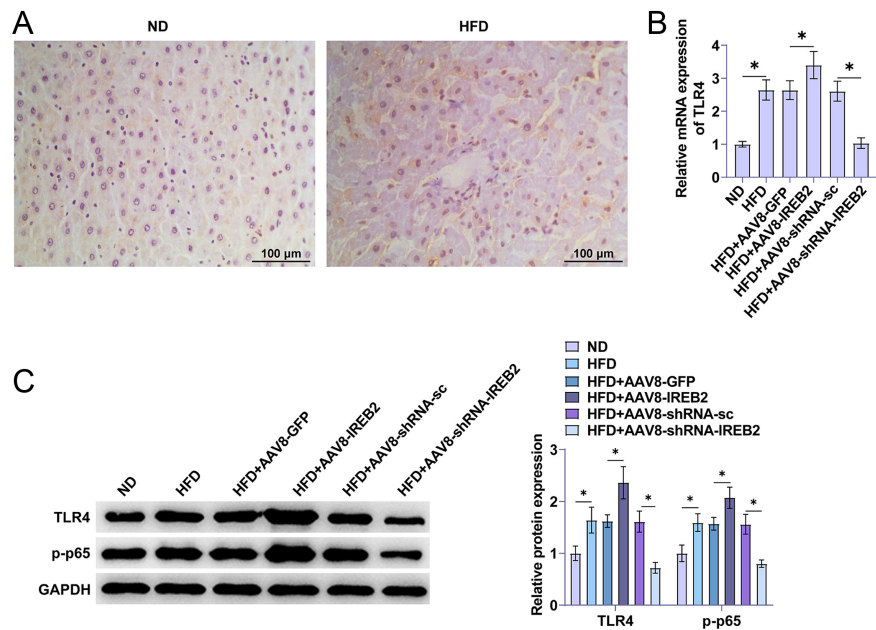 A
ND
HFD
100 µm
100 µm
B
Relative mRNA expression
of TLR4
4
3
2
1
0
* * *
ND
HFD
HFD+AAV8-GFP
HFD+AAV8-IREB2
HFD+AAV8-shRNA-sc
HFD+AAV8-shRNA-IREB2
C
ND
HFD
HFD+AAV8-GFP
HFD+AAV8-IREB2
HFD+AAV8-shRNA-sc
HFD+AAV8-shRNA-IREB2
TLR4
p-p65
GAPDH
ND
HFD
HFD+AAV8-GFP
HFD+AAV8-IREB2
HFD+AAV8-shRNA-sc
HFD+AAV8-shRNA-IREB2
Relative protein expression
3
2
1
0
* * * * * *
TLR4
p-p65